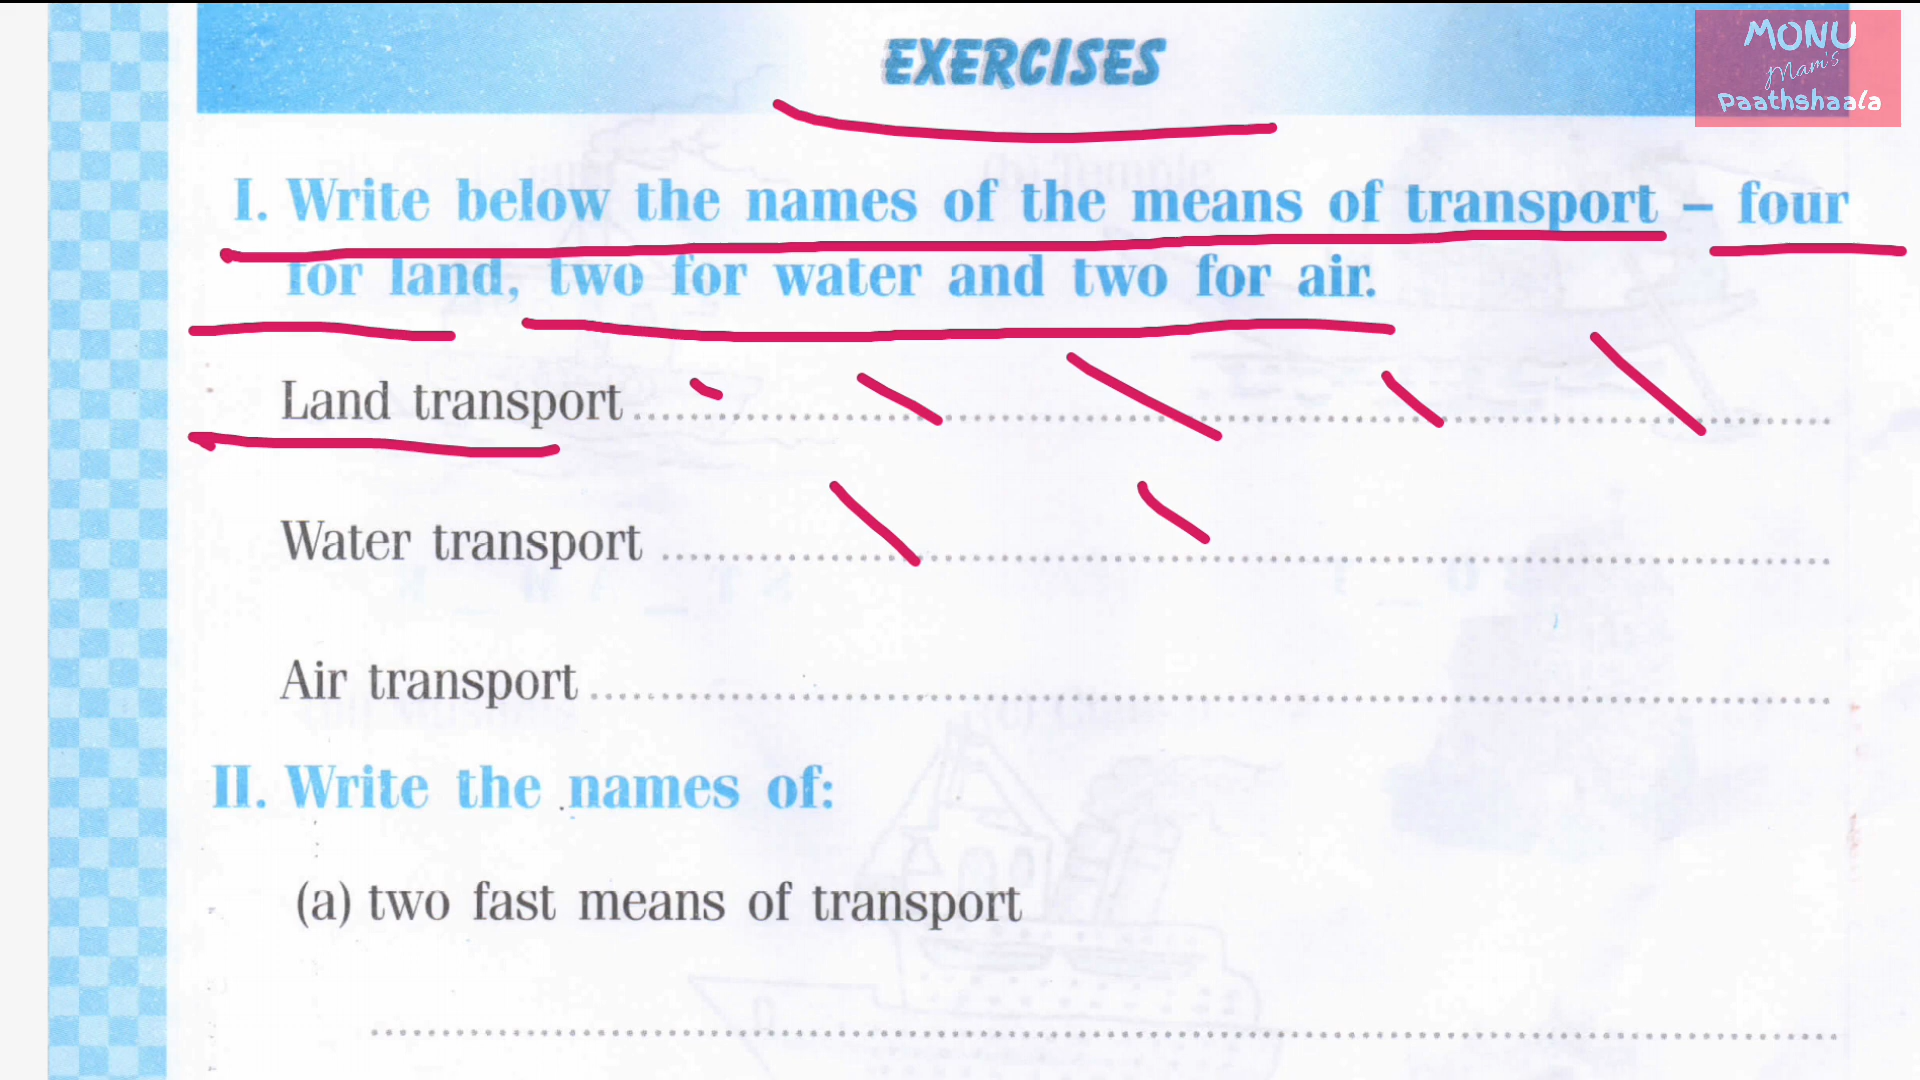 EXERCISES
MONU
Mam's
Paathshaala
I. Write below the names of the means of transport – four
for land, two for water and two for air.
Land transport
Water transport
Air transport
II. Write the names of:
(a) two fast means of transport